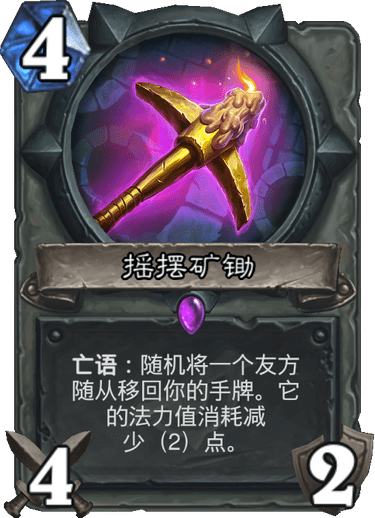 4
摇摆矿锄
亡语：随机将一个友方
随从移回你的手牌。它
的法力值消耗减
少（2）点。
4
2